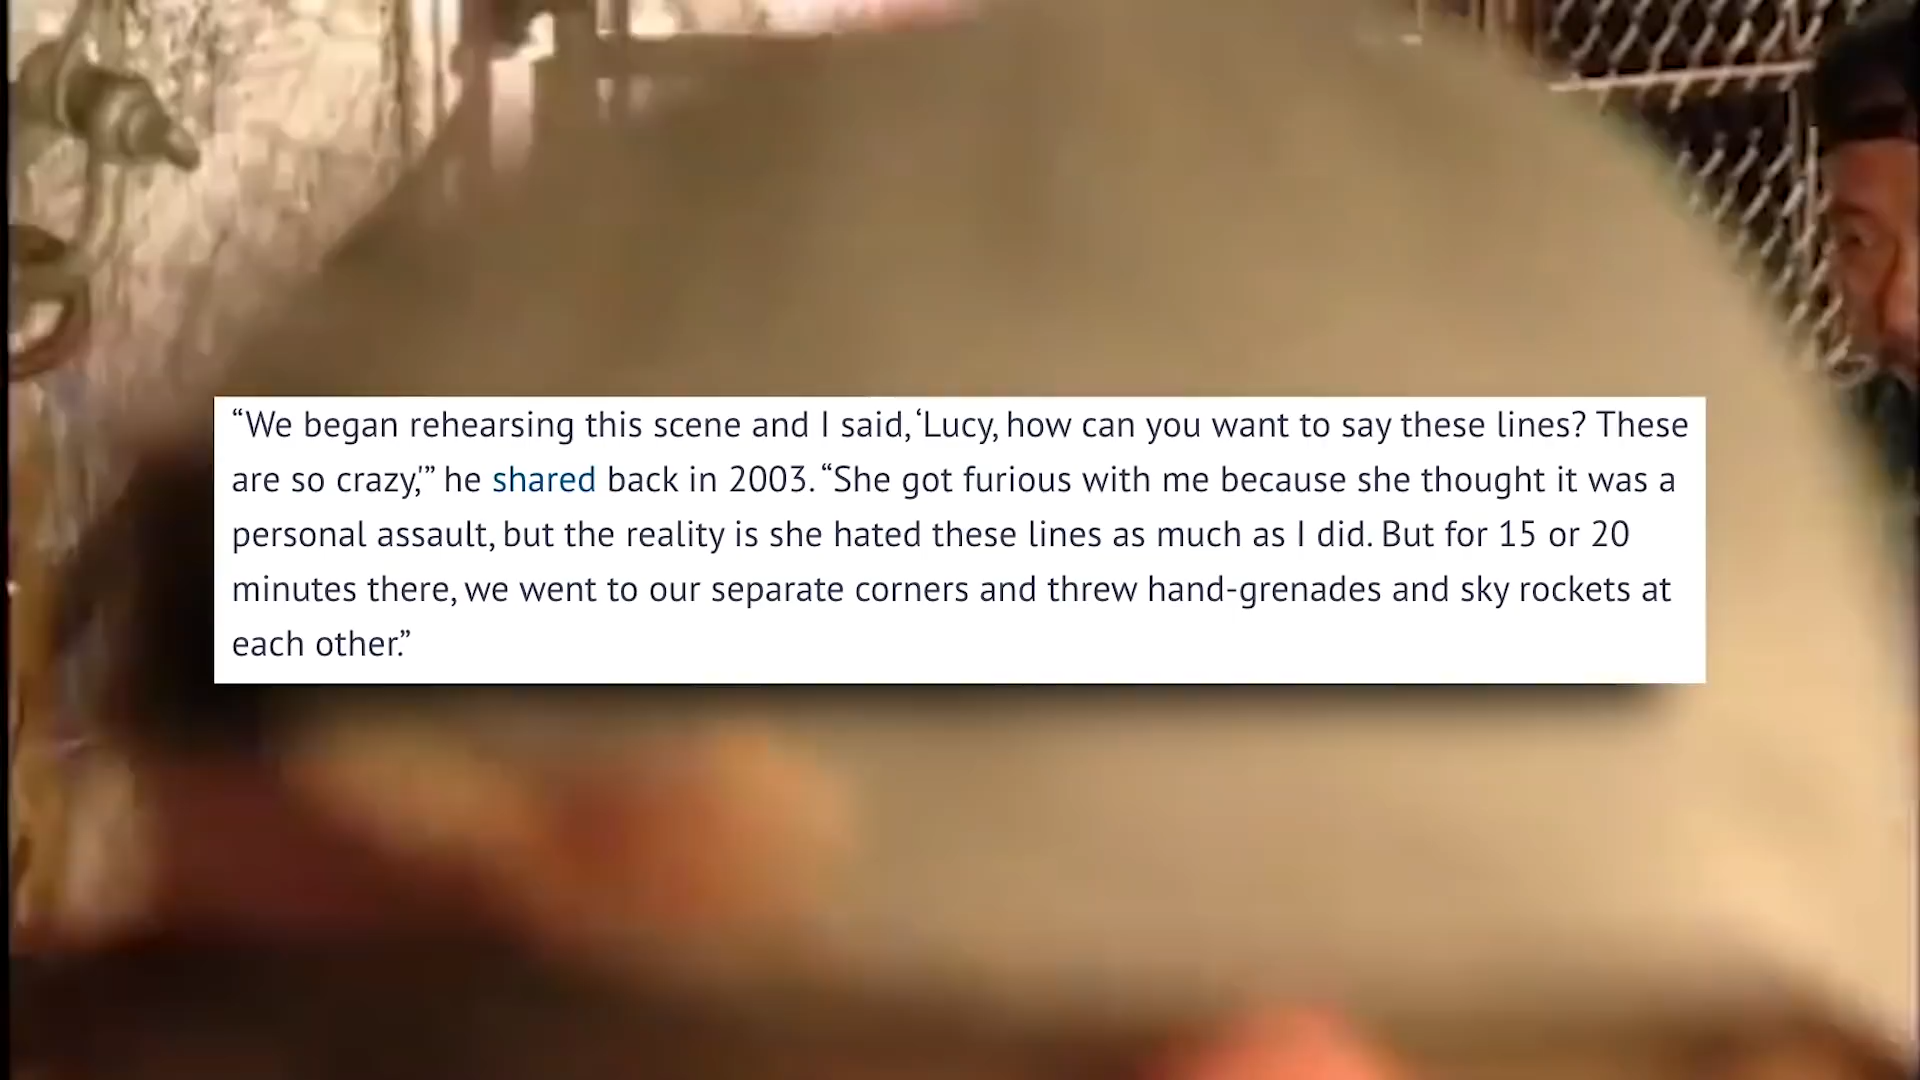 “We began rehearsing this scene and I said, ‘Lucy, how can you want to say these lines? These
are so crazy,'” he shared back in 2003. “She got furious with me because she thought it was a
personal assault, but the reality is she hated these lines as much as I did. But for 15 or 20
minutes there, we went to our separate corners and threw hand-grenades and sky rockets at
each other.”